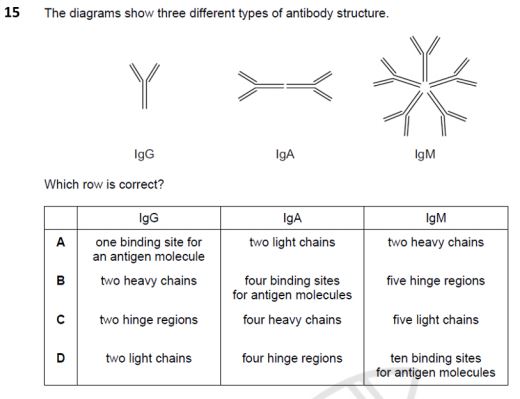 15 The diagrams show three different types of antibody structure.
IgG IgA IgM
Which row is correct?
IgG IgA IgM
A one binding site for an antigen molecule two light chains two heavy chains
B two heavy chains four binding sites for antigen molecules five hinge regions
C two hinge regions four heavy chains five light chains
D two light chains four hinge regions ten binding sites for antigen molecules